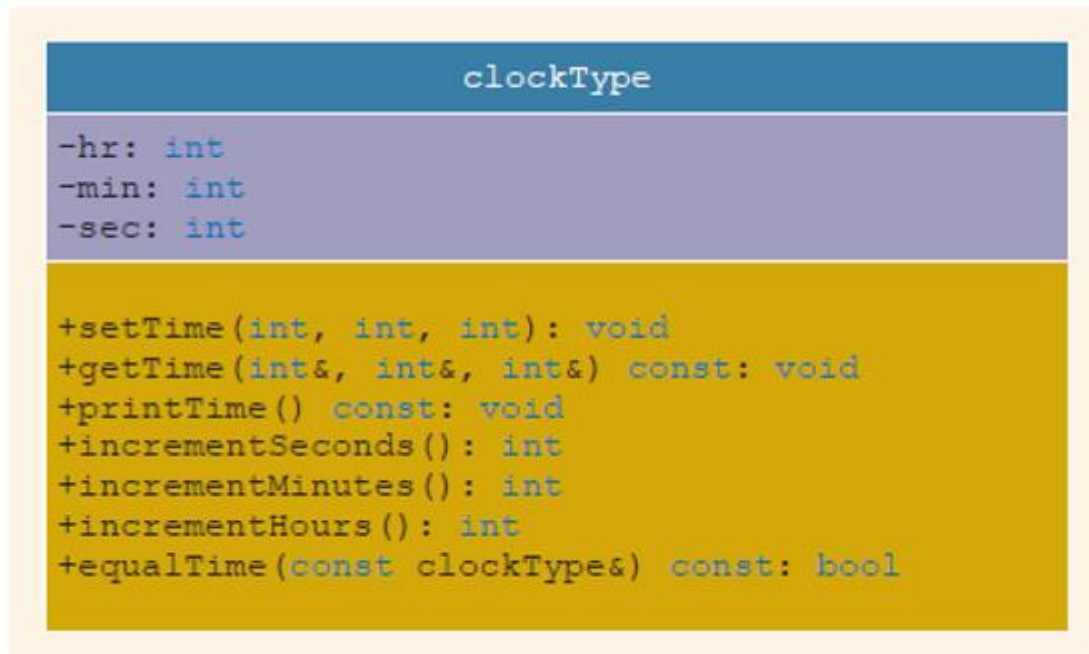 clockType
-hr: int
-min: int
-sec: int
+setTime(int, int, int): void
+getTime(int&, int&, int&) const: void
+printTime() const: void
+incrementSeconds(): int
+incrementMinutes(): int
+incrementHours(): int
+equalTime(const clockType&) const: bool